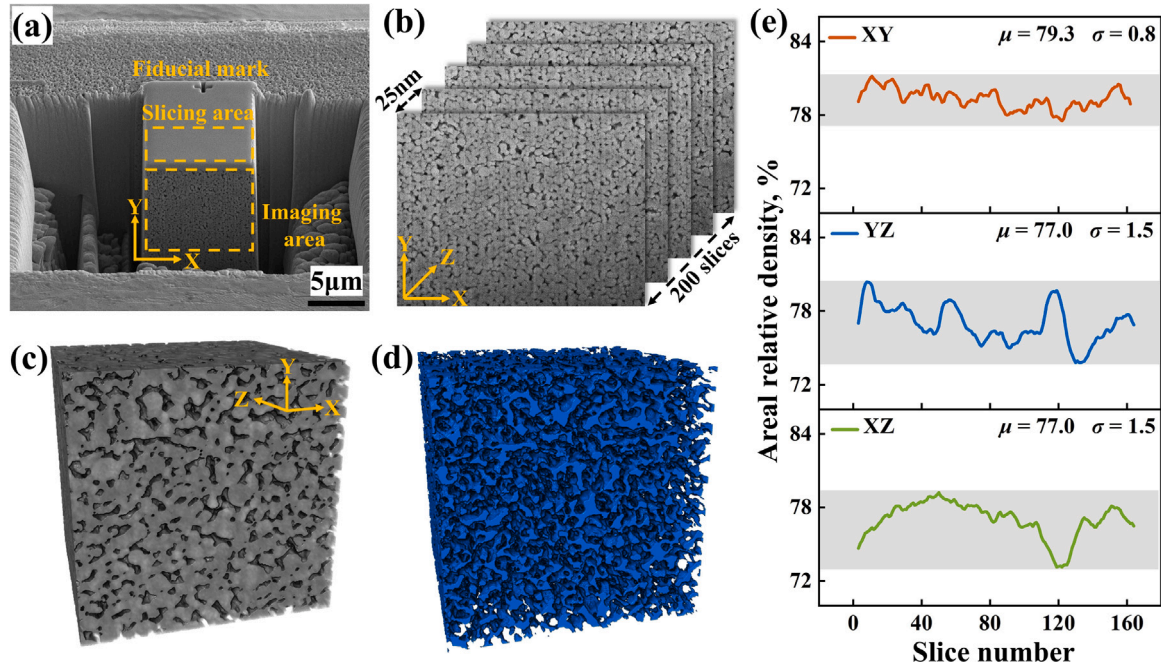 (a)
Fiducial mark
Slicing area
Imaging
area
Y
X
5μm
(b)
25nm
200 slices
Y
Z
X
(c)
Y
Z
X
(d)
(e)
Areal relative density, %
84
XY
μ = 79.3 σ = 0.8
78
72
84
YZ
μ = 77.0 σ = 1.5
78
72
84
XZ
μ = 77.0 σ = 1.5
78
72
0 40 80 120 160
Slice number